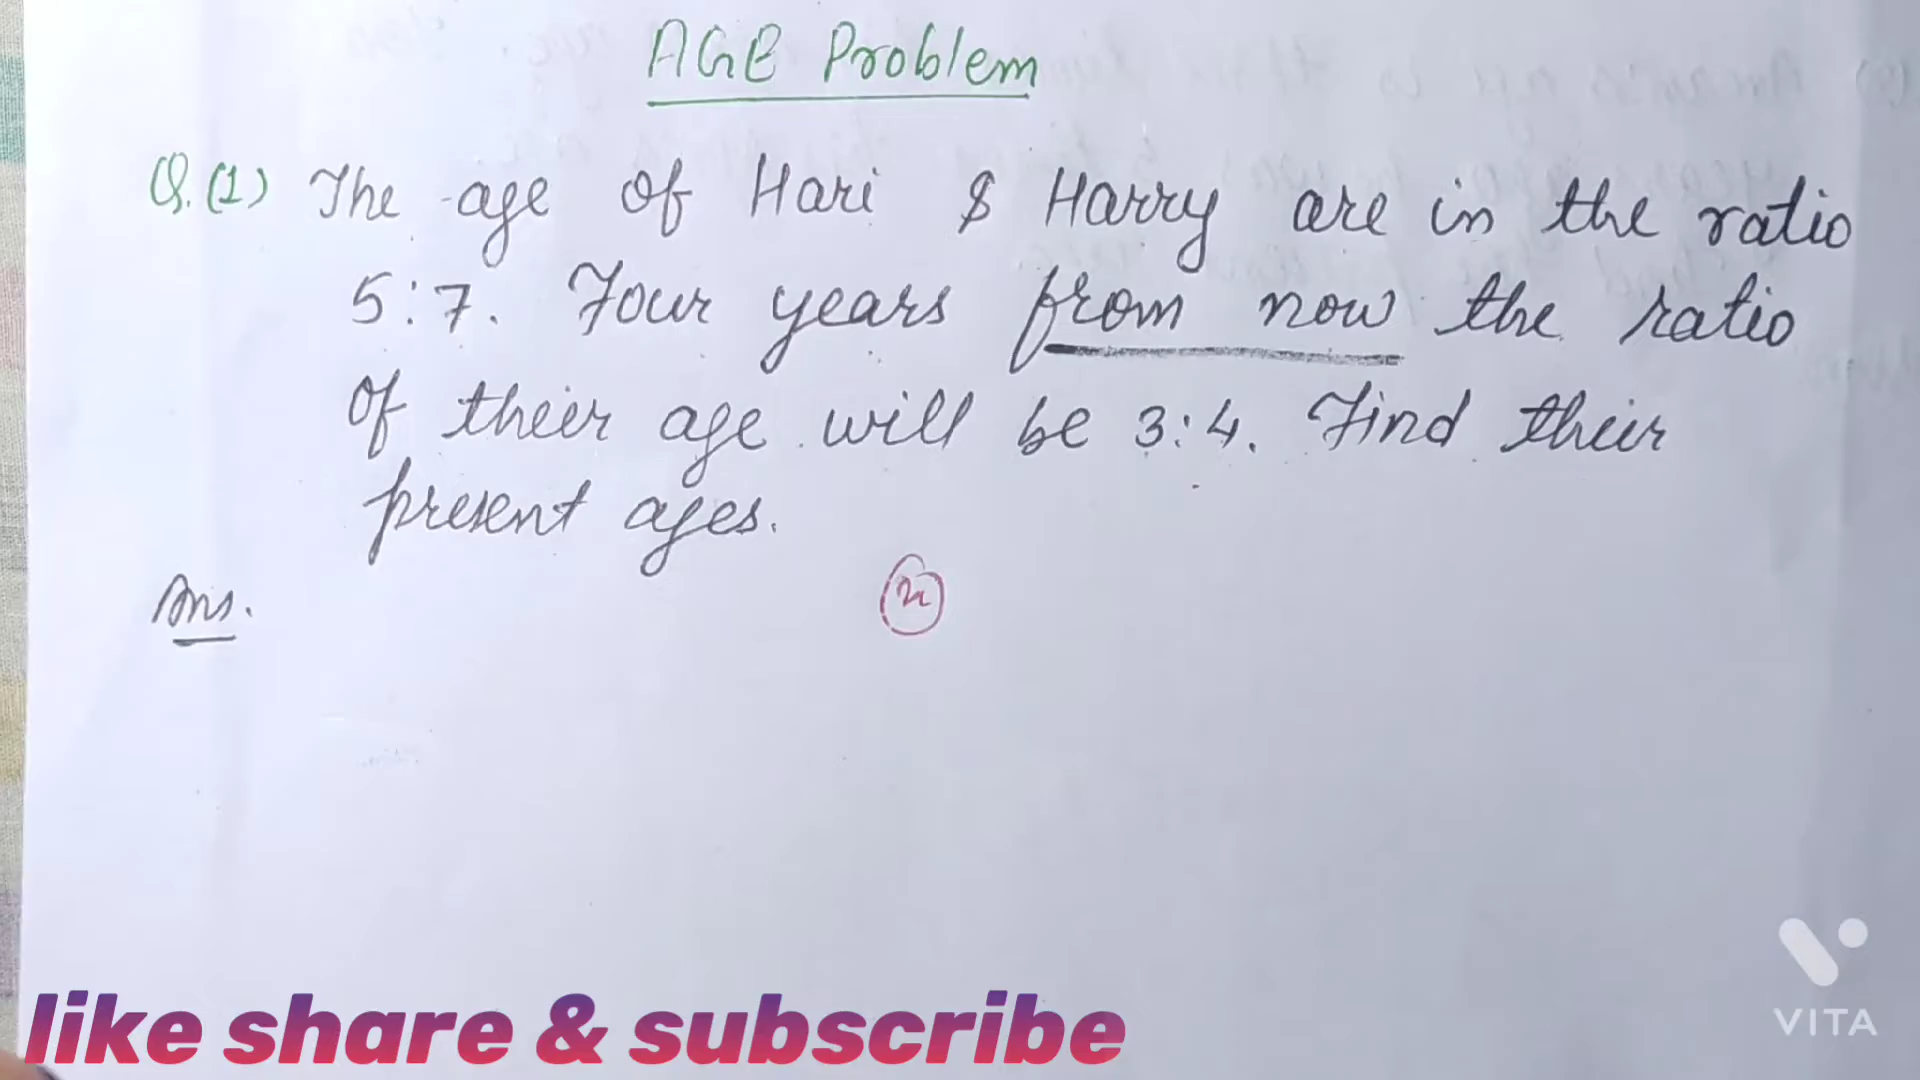 AGE Problem
Q.(1) The age of Hari & Harry are in the ratio
5:7. Four years from now the ratio
of their age will be 3:4. Find their
present ages.
Ans.
x
like share & subscribe
VITA